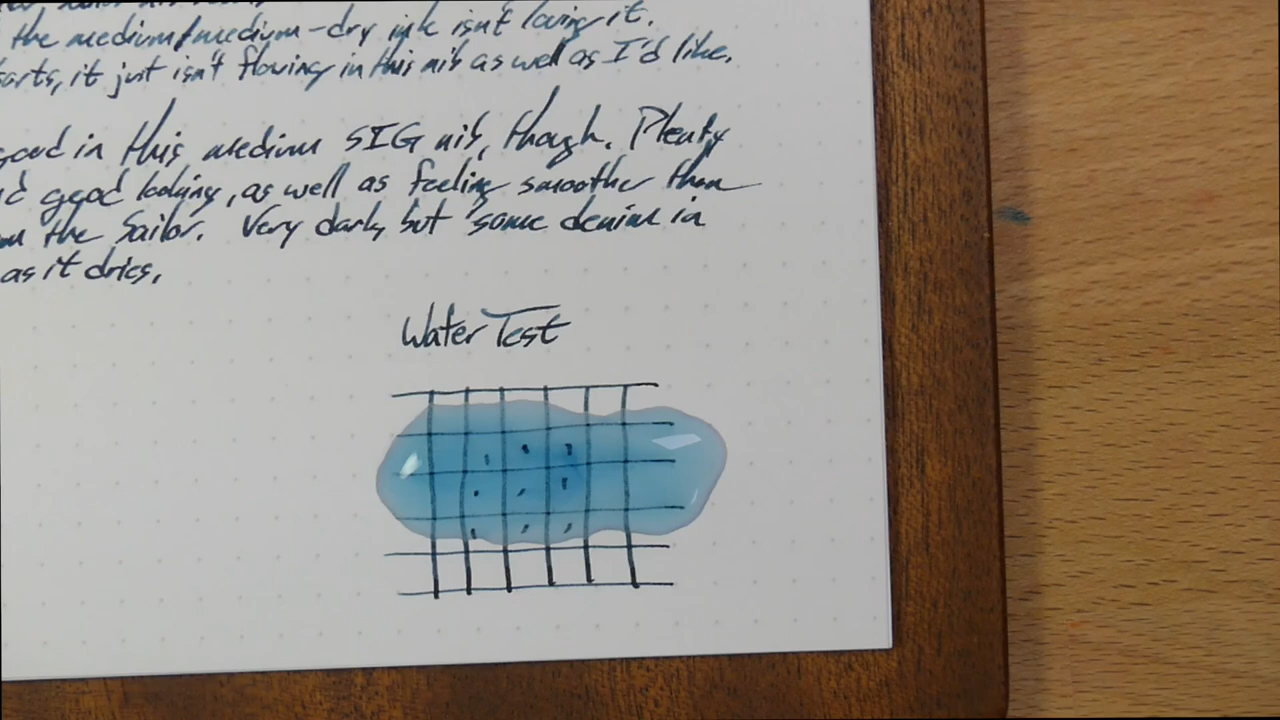 the medium/medium-dry ink isn't loving it.
it just isn't flowing in this nib as well as I'd like.
good in this medium SIG nib, though. Plenty
good looking, as well as feeling smoother than
the Sailor. Very dark, but some denim in
as it dries.
Water Test